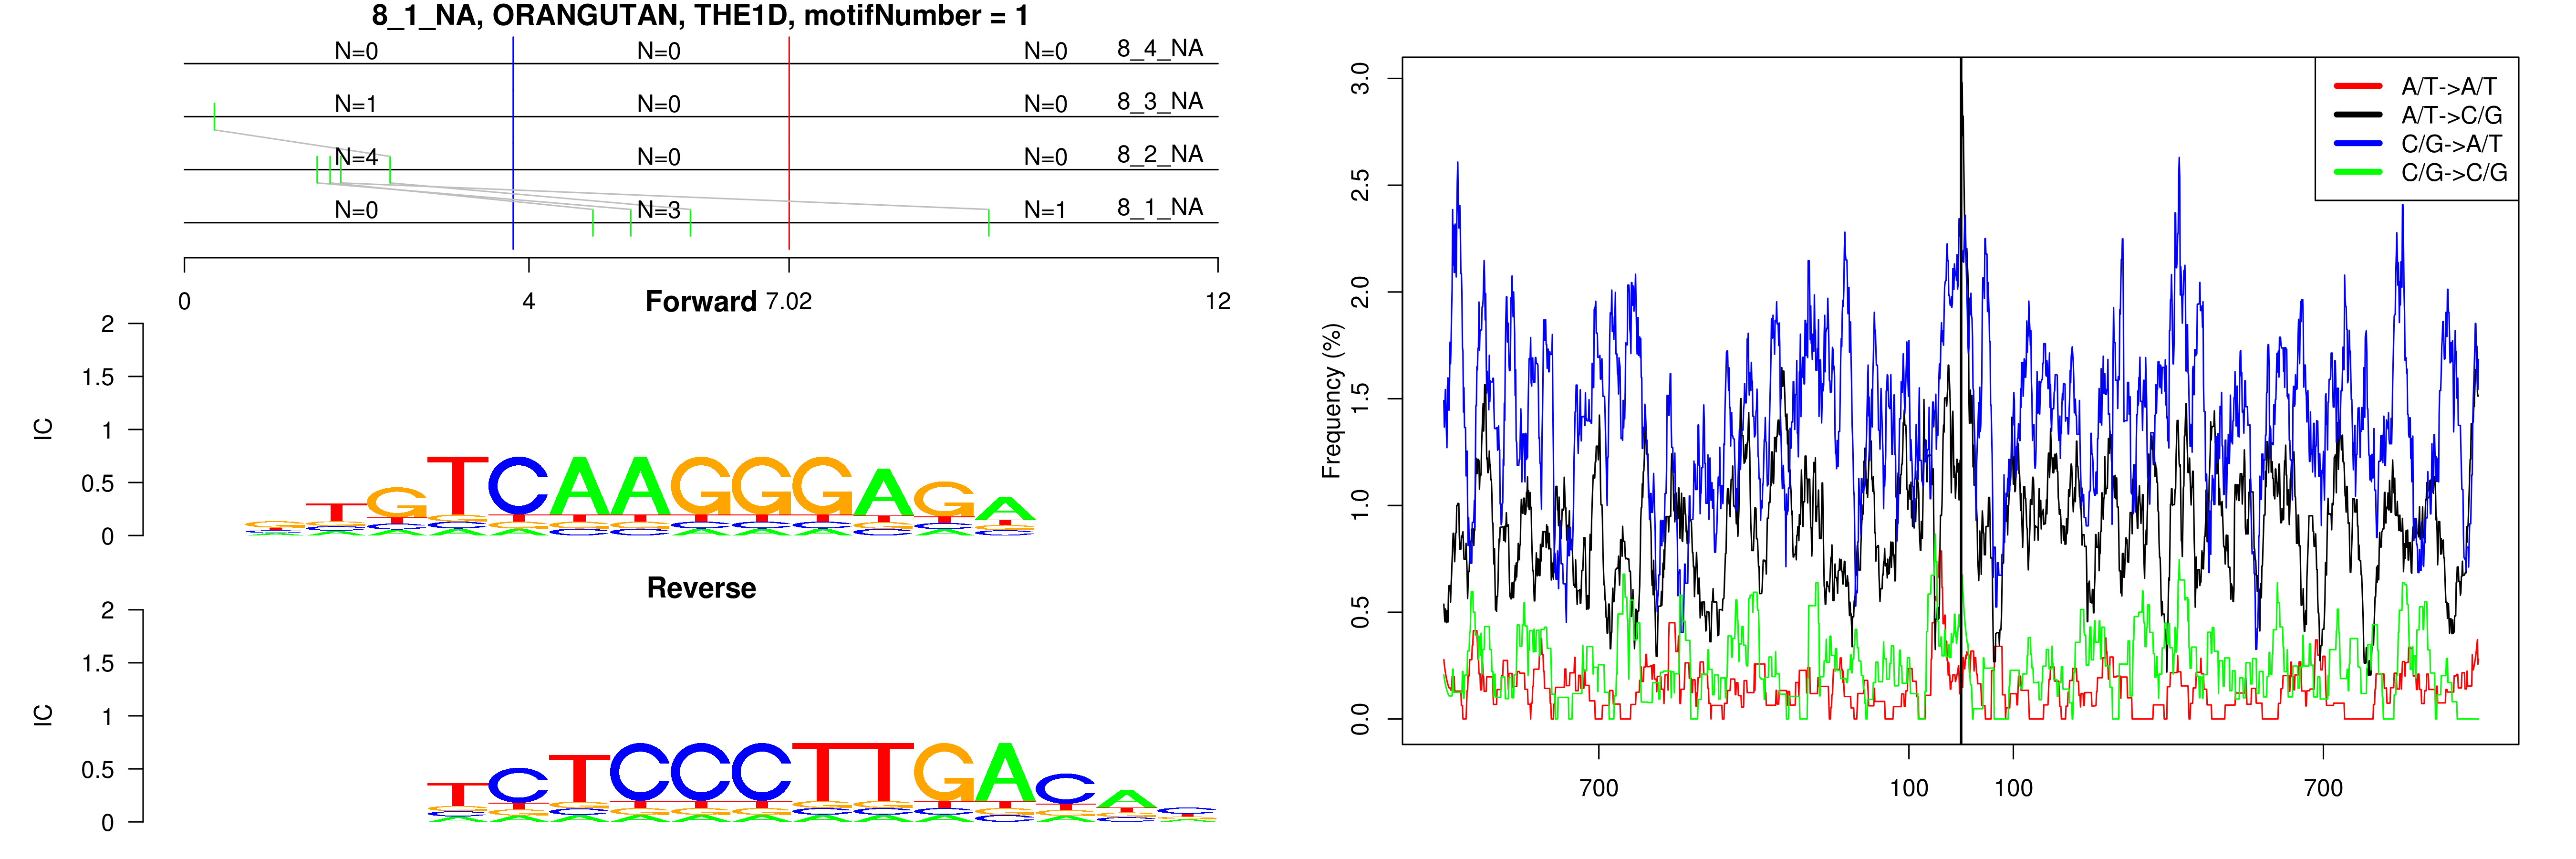 8_1_NA, ORANGUTAN, THE1D, motifNumber = 1
N=0 N=0 N=0 8_4_NA
N=1 N=0 N=0 8_3_NA
N=4 N=0 N=0 8_2_NA
N=0 N=3 N=1 8_1_NA
0 4 7.02 12
Forward
2
1.5
1
0.5
0
IC
TGTCAAGGGAGA
Reverse
2
1.5
1
0.5
0
IC
TCTCCCTTGACA
3.0
2.5
2.0
1.5
1.0
0.5
0.0
Frequency (%)
A/T->A/T
A/T->C/G
C/G->A/T
C/G->C/G
700 100 100 700